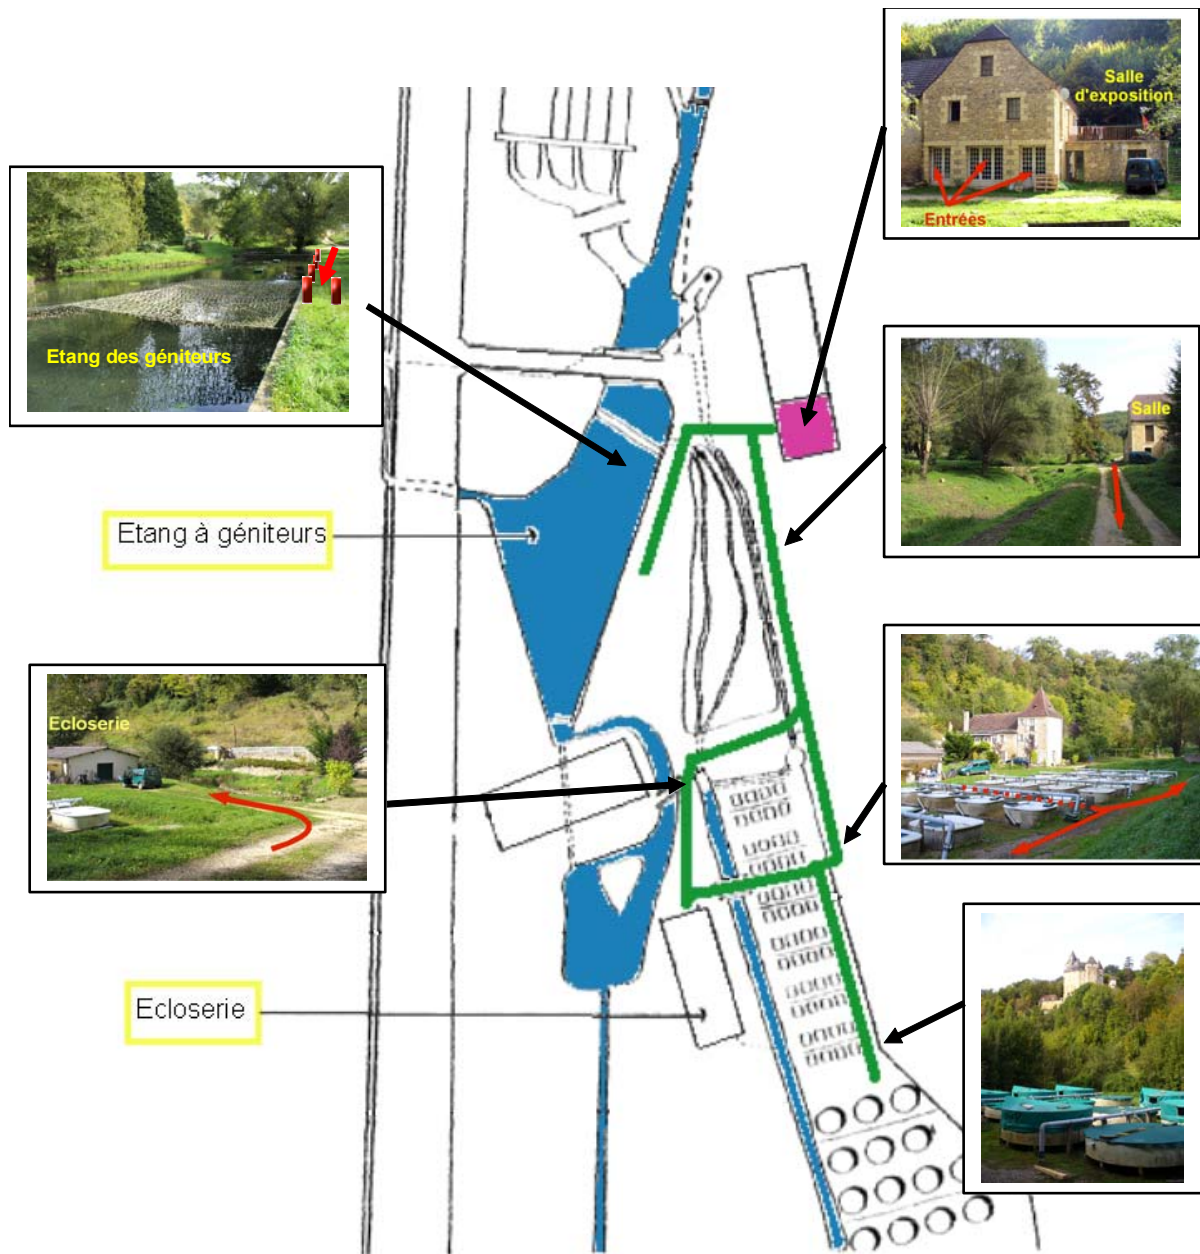 Salle
d'exposition
Entrées
Etang des géniteurs
Salle
Etang à géniteurs
Ecloserie
Ecloserie